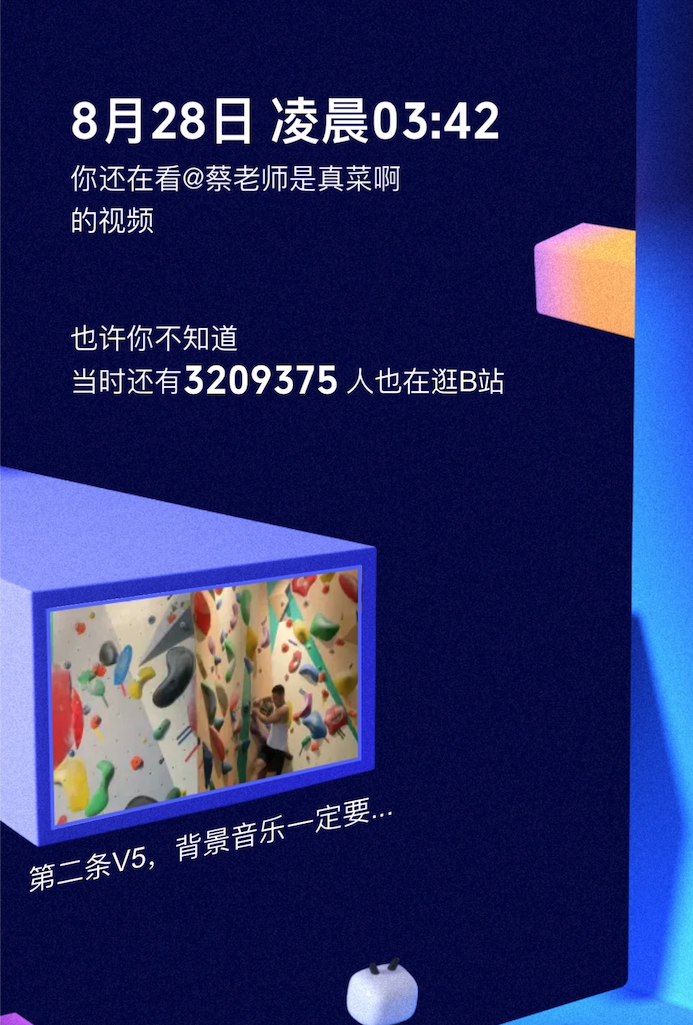 8月28日 凌晨03:42
你还在看@蔡老师是真菜啊
的视频
也许你不知道
当时还有3209375 人也在逛B站
第二条V5，背景音乐一定要...